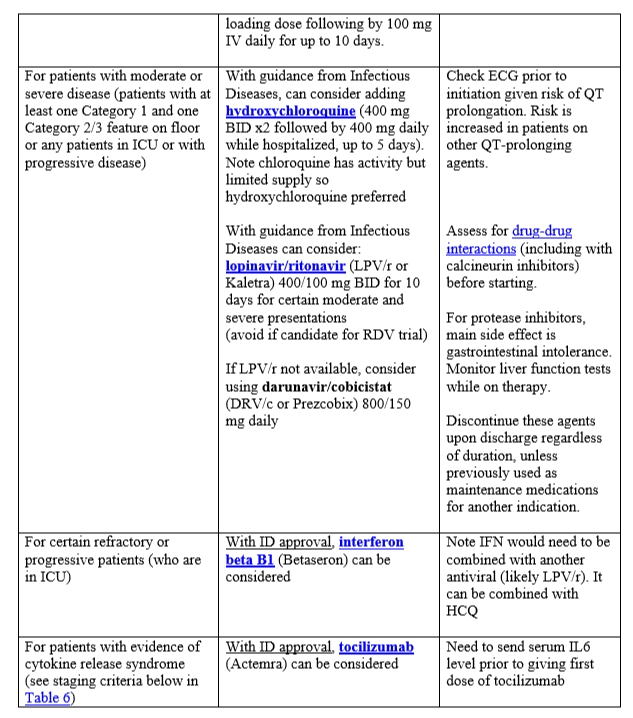 loading dose following by 100 mg
IV daily for up to 10 days.
For patients with moderate or
severe disease (patients with at
least one Category 1 and one
Category 2/3 feature on floor
or any patients in ICU or with
progressive disease)
With guidance from Infectious
Diseases, can consider adding
hydroxychloroquine (400 mg
BID x2 followed by 400 mg daily
while hospitalized, up to 5 days).
Note chloroquine has activity but
limited supply so
hydroxychloroquine preferred
With guidance from Infectious
Diseases can consider:
lopinavir/ritonavir (LPV/r or
Kaletra) 400/100 mg BID for 10
days for certain moderate and
severe presentations
(avoid if candidate for RDV trial)
If LPV/r not available, consider
using darunavir/cobicistat
(DRV/c or Prezcobix) 800/150
mg daily
Check ECG prior to
initiation given risk of QT
prolongation. Risk is
increased in patients on
other QT-prolonging
agents.
Assess for drug-drug
interactions (including with
calcineurin inhibitors)
before starting.
For protease inhibitors,
main side effect is
gastrointestinal intolerance.
Monitor liver function tests
while on therapy.
Discontinue these agents
upon discharge regardless
of duration, unless
previously used as
maintenance medications
for another indication.
For certain refractory or
progressive patients (who are
in ICU)
With ID approval, interferon
beta B1 (Betaseron) can be
considered
Note IFN would need to be
combined with another
antiviral (likely LPV/r). It
can be combined with
HCQ
For patients with evidence of
cytokine release syndrome
(see staging criteria below in
Table 6)
With ID approval, tocilizumab
(Actemra) can be considered
Need to send serum IL6
level prior to giving first
dose of tocilizumab